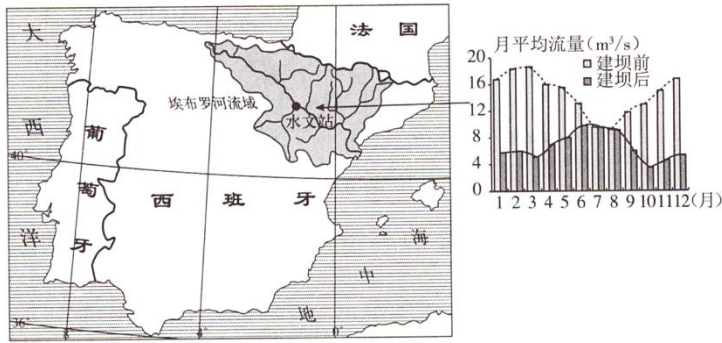 大
西
洋
法 国
埃布罗河流域
水文站
葡
萄
牙
西 班 牙
地
中
海
40°
36°
8°
4°
0°
月平均流量(m³/s)
建坝前
建坝后
20
16
12
8
4
0
1 2 3 4 5 6 7 8 9 10 11 12(月)